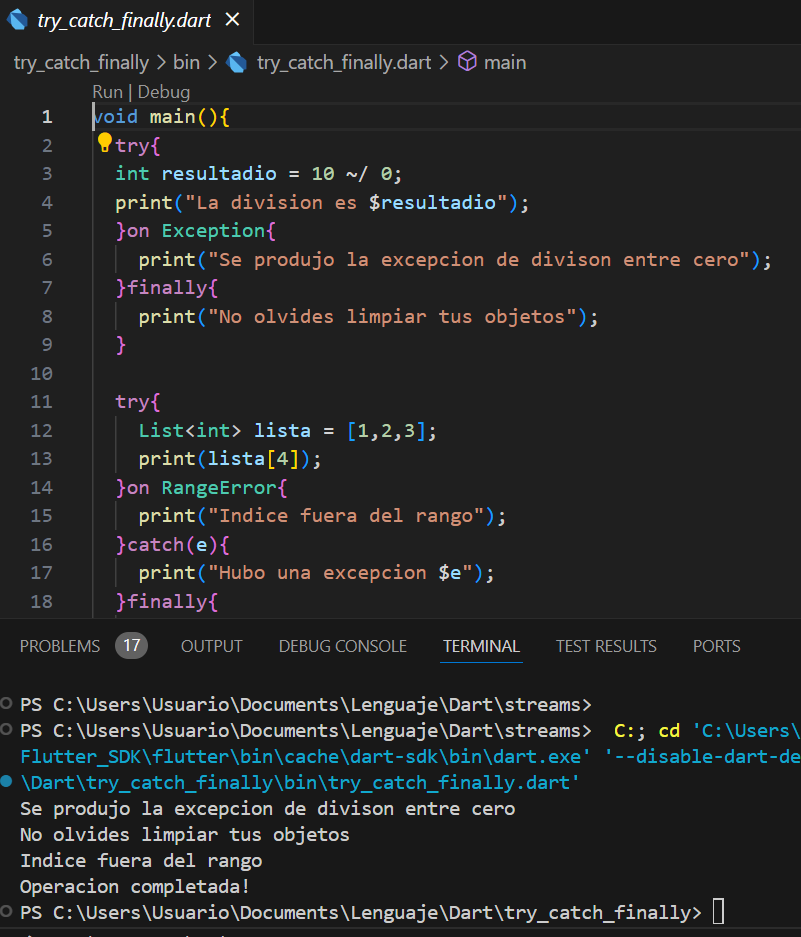 try_catch_finally.dart
try_catch_finally > bin > try_catch_finally.dart > main
Run | Debug
1 void main(){
2 try{
3 int resultadio = 10 ~/ 0;
4 print("La division es $resultadio");
5 }on Exception{
6 print("Se produjo la excepcion de divison entre cero");
7 }finally{
8 print("No olvides limpiar tus objetos");
9 }
10
11 try{
12 List<int> lista = [1,2,3];
13 print(lista[4]);
14 }on RangeError{
15 print("Indice fuera del rango");
16 }catch(e){
17 print("Hubo una excepcion $e");
18 }finally{
PROBLEMS 17 OUTPUT DEBUG CONSOLE TERMINAL TEST RESULTS PORTS
PS C:\Users\Usuario\Documents\Lenguaje\Dart\streams>
PS C:\Users\Usuario\Documents\Lenguaje\Dart\streams> C:; cd 'C:\Users\
Flutter_SDK\flutter\bin\cache\dart-sdk\bin\dart.exe' '--disable-dart-de
\Dart\try_catch_finally\bin\try_catch_finally.dart'
Se produjo la excepcion de divison entre cero
No olvides limpiar tus objetos
Indice fuera del rango
Operacion completada!
PS C:\Users\Usuario\Documents\Lenguaje\Dart\try_catch_finally>